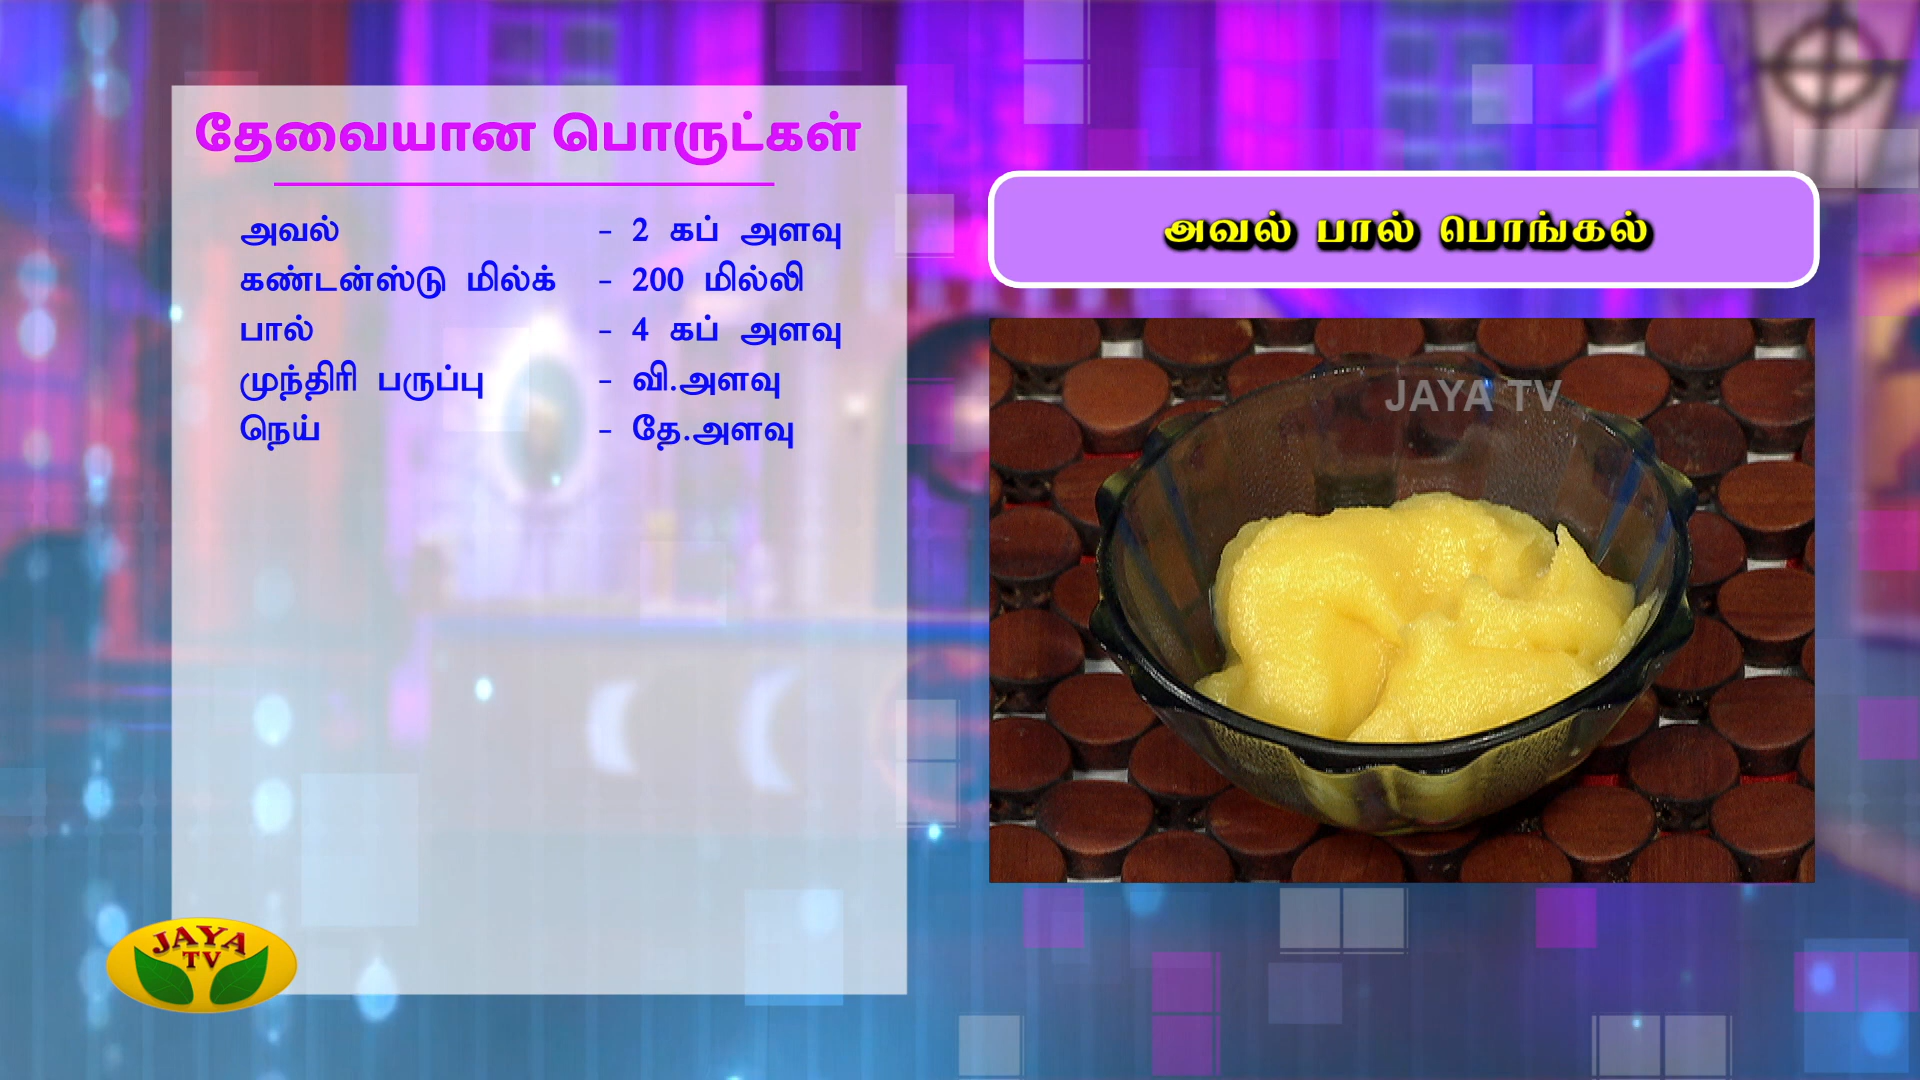 தேவையான பொருட்கள்
அவல் - 2 கப் அளவு
கண்டன்ஸ்டு மில்க் - 200 மில்லி
பால் - 4 கப் அளவு
முந்திரி பருப்பு - வி.அளவு
நெய் - தே.அளவு
அவல் பால் பொங்கல்
JAYA TV
JAYA
TV